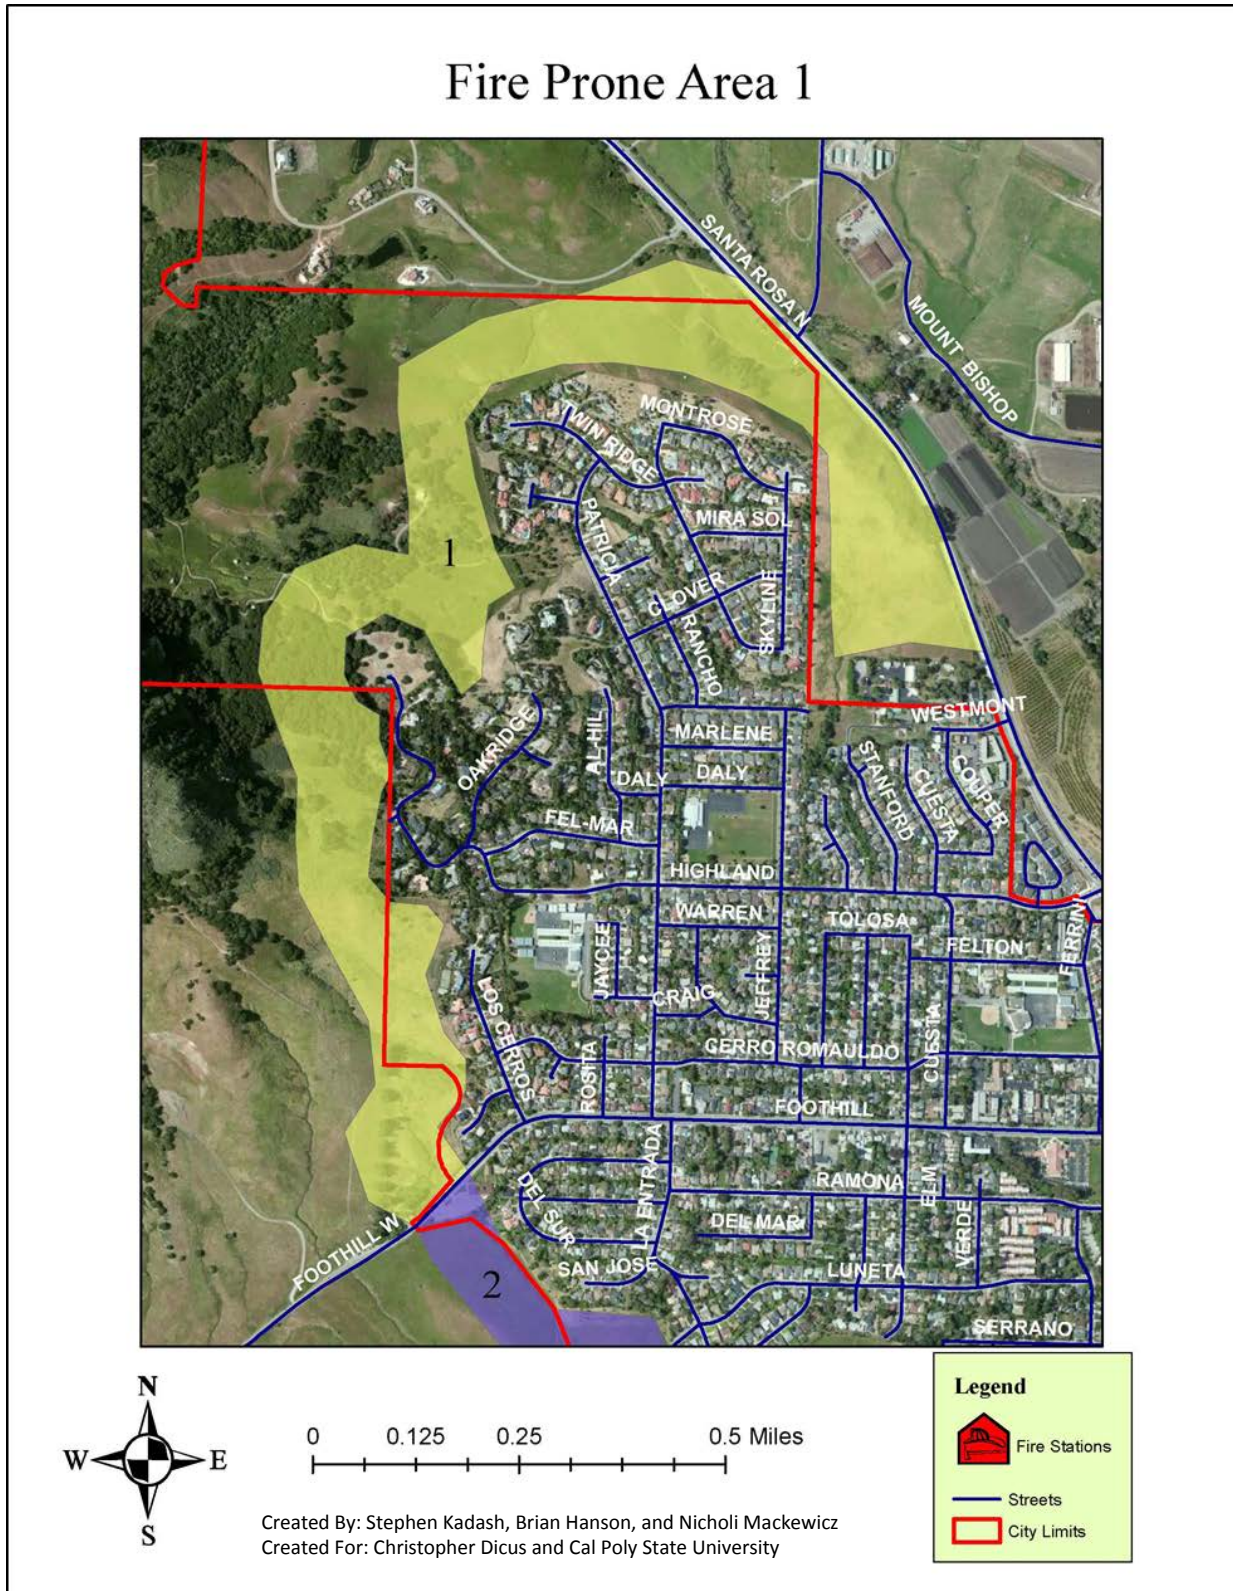 Fire Prone Area 1
SANTA ROSA N
MOUNT BISHOP
MONTROSE
TWIN RIDGE
MIRA SOL
PATRICIA
1
CLOVER
SKYLINE
RANCHO
WESTMONT
MARLENE
OAKRIDGE
AL-HIL
STANFORD
CUESTA
COUPER
DALY
DALY
FEL-MAR
HIGHLAND
WARREN
TOLOSA
FELTON
FERRINI
JAYCEE
JEFFREY
LOS CERROS
CRAIG
CERRO ROMAULDO
CUESTA
ROSITA
FOOTHILL
LA ENTRADA
RAMONA
ELM
DEL SUR
DEL MAR
VERDE
FOOTHILL W
SAN JOSE
LUNETA
2
SERRANO
N
W
E
S
0 0.125 0.25 0.5 Miles
Legend
Fire Stations
Streets
City Limits
Created By: Stephen Kadash, Brian Hanson, and Nicholi Mackewicz
Created For: Christopher Dicus and Cal Poly State University